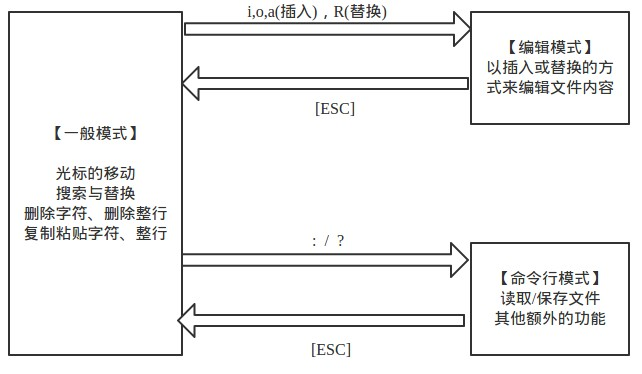 i,o,a(插入)，R(替换)
[ESC]
【一般模式】
光标的移动
搜索与替换
删除字符、删除整行
复制粘贴字符、整行
【编辑模式】
以插入或替换的方
式来编辑文件内容
: / ?
[ESC]
【命令行模式】
读取/保存文件
其他额外的功能